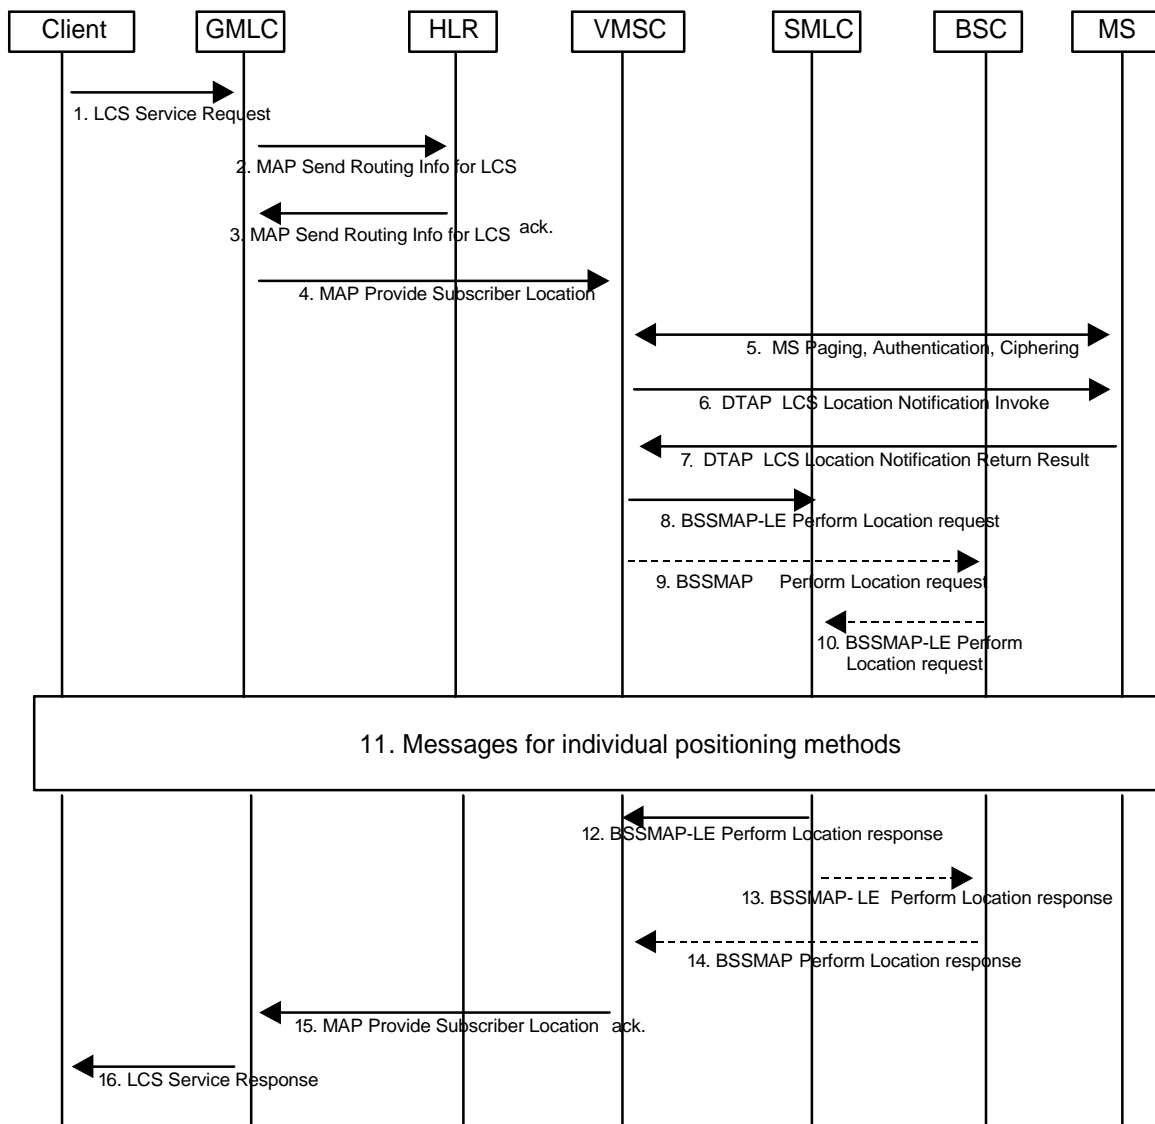 Client GMLC HLR VMSC SMLC BSC MS
1. LCS Service Request
2. MAP Send Routing Info for LCS
3. MAP Send Routing Info for LCS ack.
4. MAP Provide Subscriber Location
5. MS Paging, Authentication, Ciphering
6. DTAP LCS Location Notification Invoke
7. DTAP LCS Location Notification Return Result
8. BSSMAP-LE Perform Location request
9. BSSMAP Perform Location request
10. BSSMAP-LE Perform
Location request
11. Messages for individual positioning methods
12. BSSMAP-LE Perform Location response
13. BSSMAP- LE Perform Location response
14. BSSMAP Perform Location response
15. MAP Provide Subscriber Location ack.
16. LCS Service Response